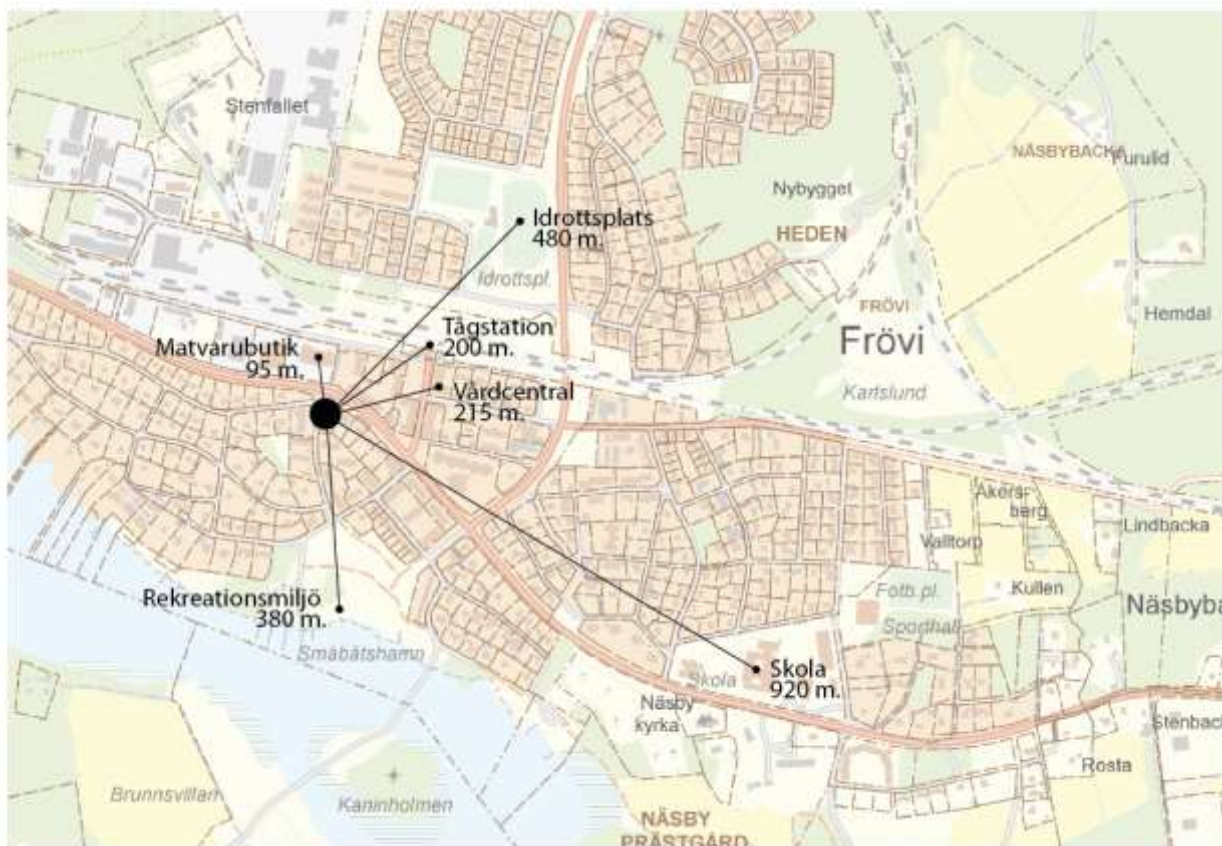 Stenfallet
NÄSBYBACKA
Furulid
Nybygget
Idrottsplats
480 m.
HEDEN
Idrottspl.
FRÖVI
Hemdal
Tågstation
200 m.
Frövi
Matvarubutik
95 m.
Vårdcentral
215 m.
Karlslund
Åkers-
berg
Lindbacka
Valltorp
Kullen
Fotb.pl.
Näsbyba
Rekreationsmiljö
380 m.
Sporthall
Småbåtshamn
Skola
Skola
920 m.
Näsby
kyrka
Stenback
Rosta
Brunnsvillan
Kaninholmen
NÄSBY
PRÄSTGÅRD